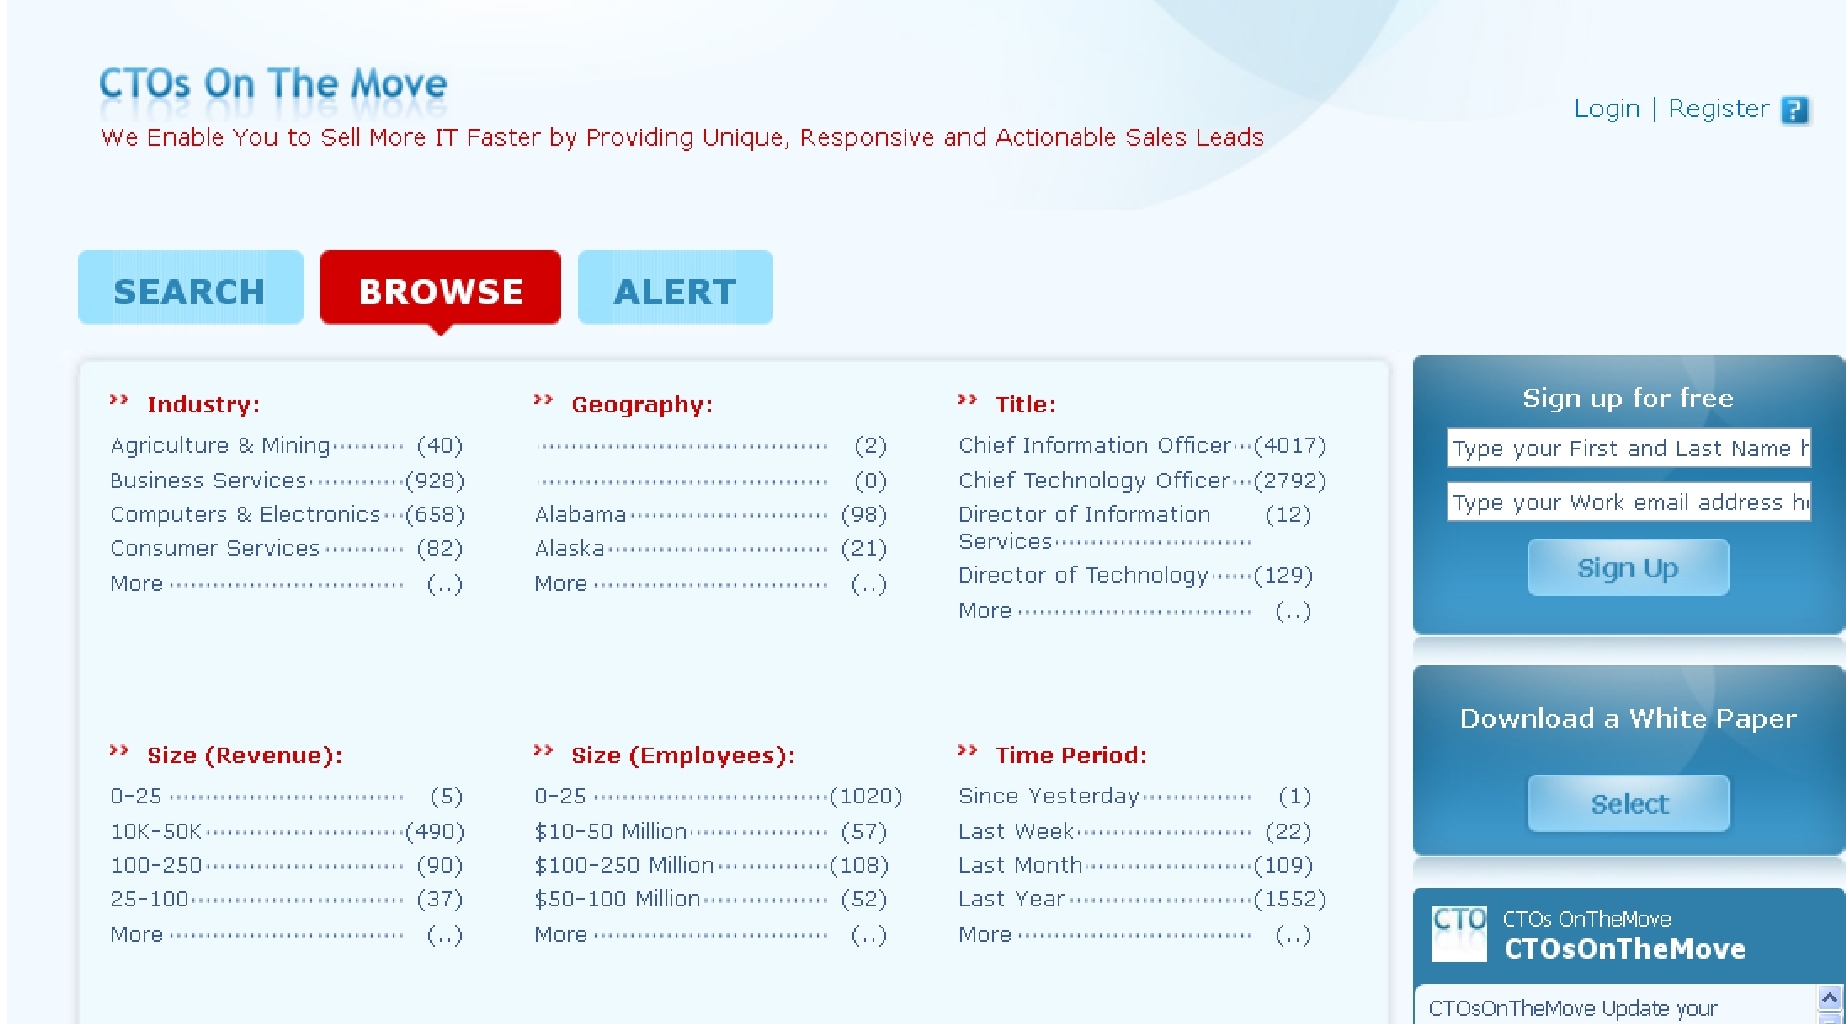 CTOs On The Move
We Enable You to Sell More IT Faster by Providing Unique, Responsive and Actionable Sales Leads
Login | Register ?
SEARCH
BROWSE
ALERT
Industry:
Agriculture & Mining (40)
Business Services (928)
Computers & Electronics (658)
Consumer Services (82)
More (..)
Geography:
(2)
(0)
Alabama (98)
Alaska (21)
More (..)
Title:
Chief Information Officer (4017)
Chief Technology Officer (2792)
Director of Information (12)
Services
Director of Technology (129)
More (..)
Size (Revenue):
0-25 (5)
10K-50K (490)
100-250 (90)
25-100 (37)
More (..)
Size (Employees):
0-25 (1020)
$10-50 Million (57)
$100-250 Million (108)
$50-100 Million (52)
More (..)
Time Period:
Since Yesterday (1)
Last Week (22)
Last Month (109)
Last Year (1552)
More (..)
Sign up for free
Type your First and Last Name
Type your Work email address
Sign Up
Download a White Paper
Select
CTO
CTOs OnTheMove
CTOsOnTheMove
CTOsOnTheMove Update your